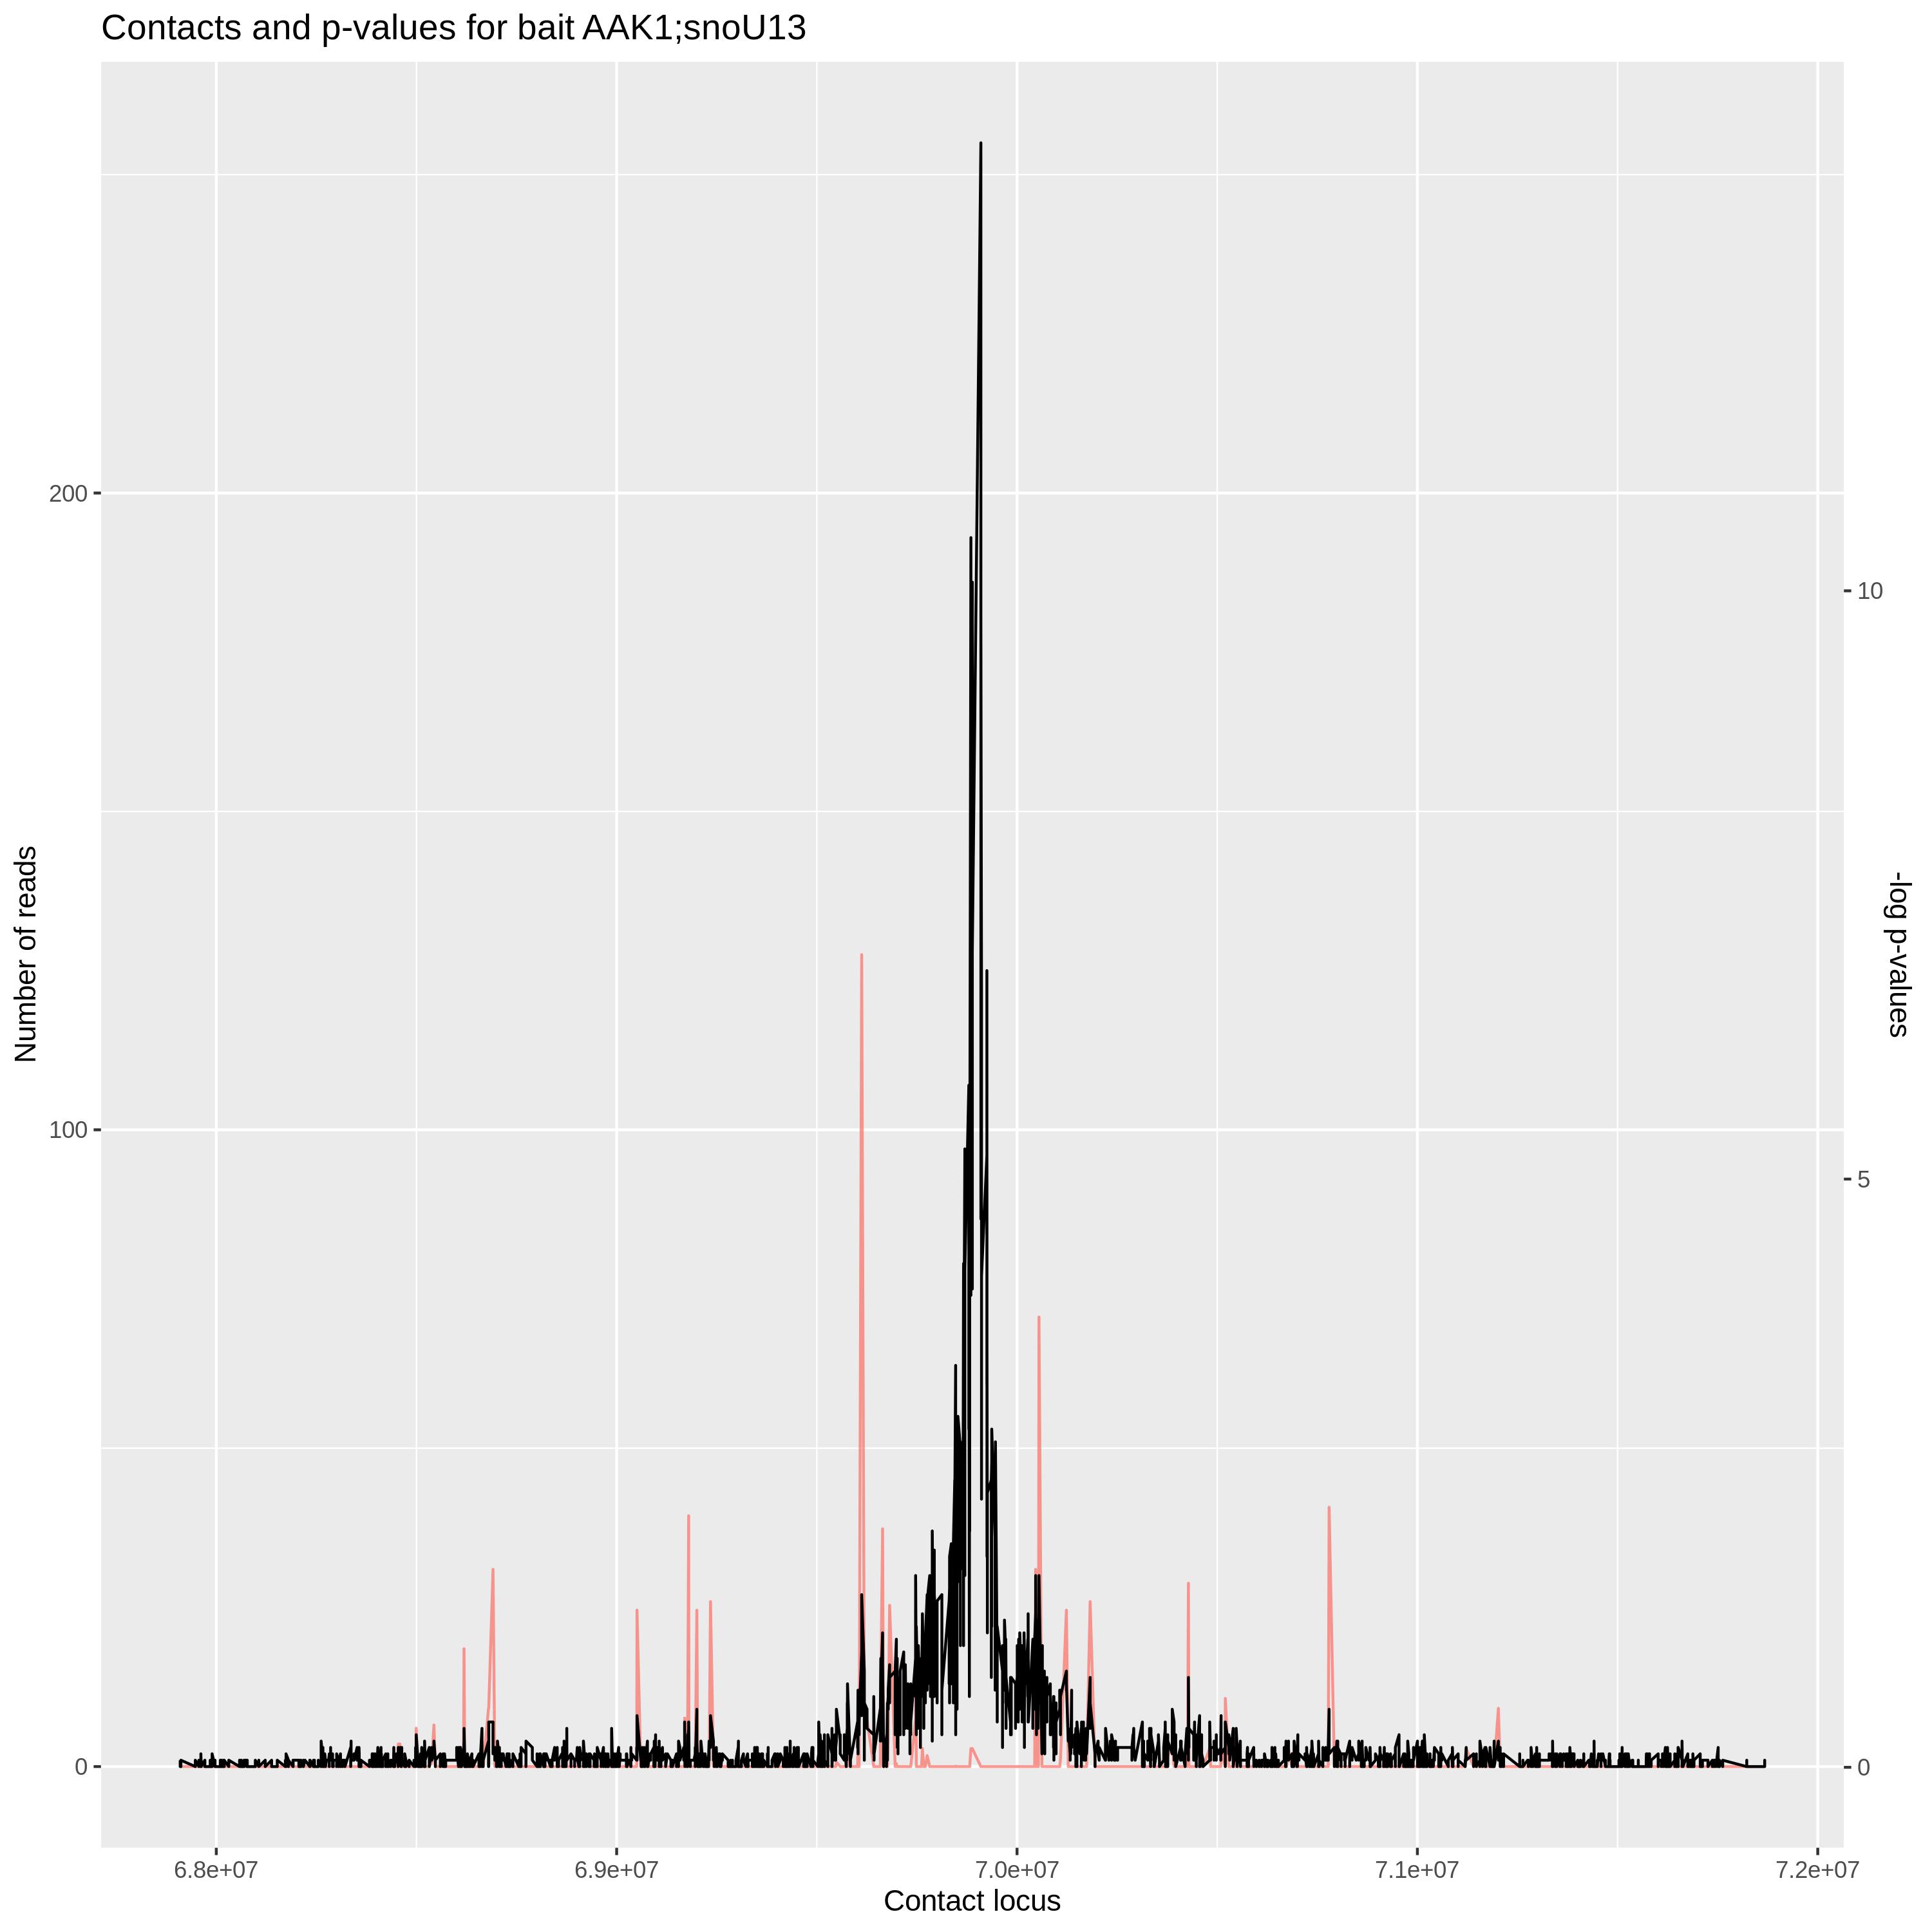 Contacts and p-values for bait AAK1;snoU13
Number of reads
200
100
0
10
5
0
-log p-values
6.8e+07
6.9e+07
7.0e+07
7.1e+07
7.2e+07
Contact locus